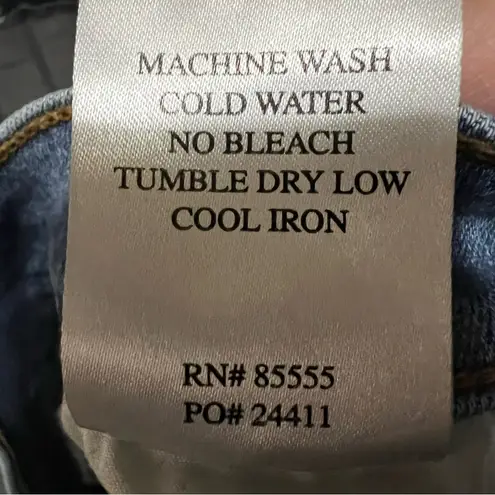 MACHINE WASH
COLD WATER
NO BLEACH
TUMBLE DRY LOW
COOL IRON
RN# 85555
PO# 24411